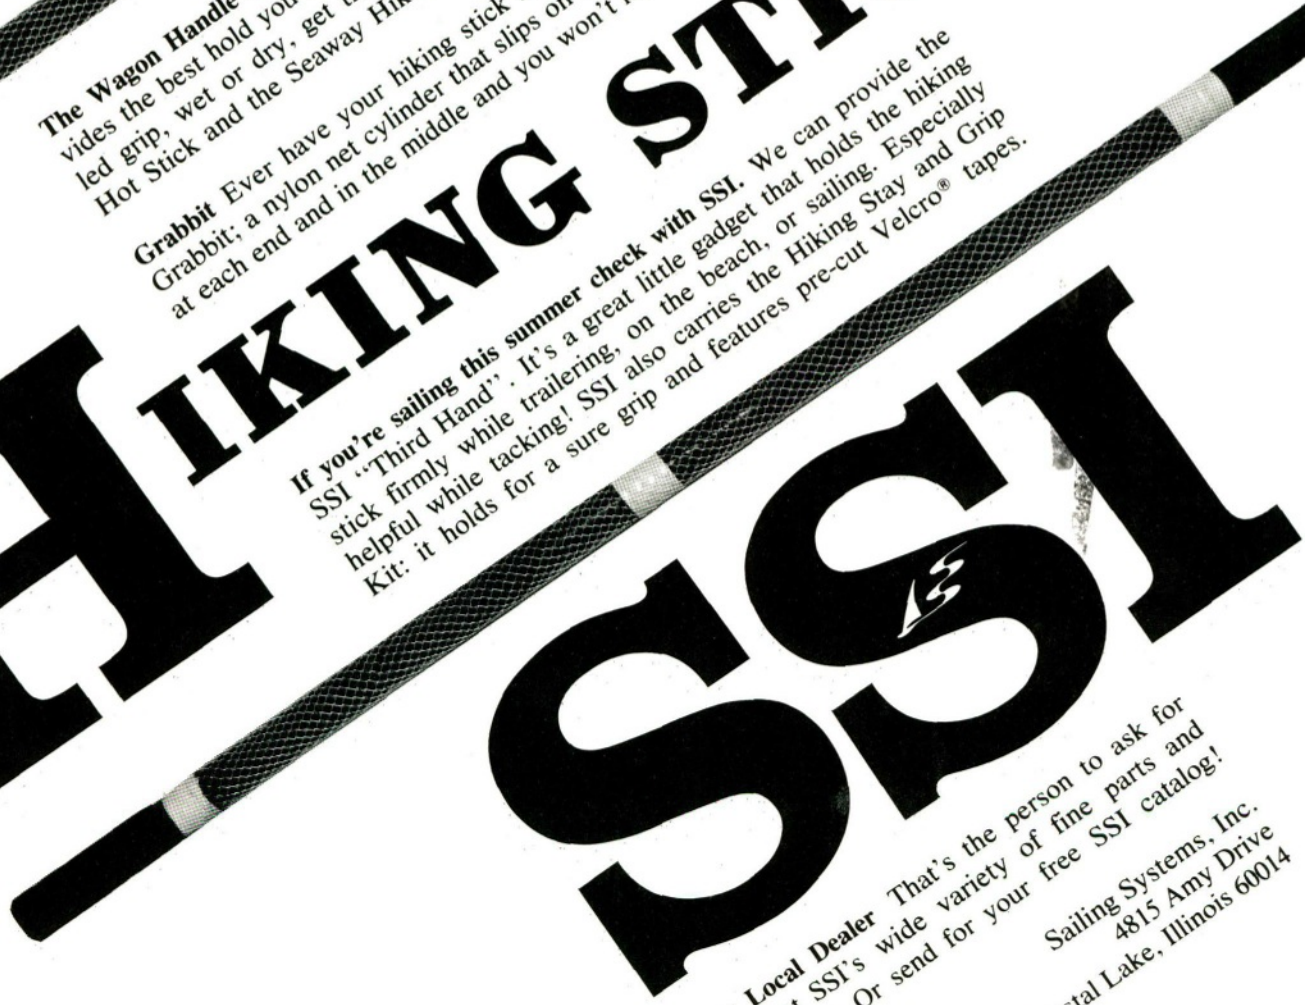 The Wagon Handle
vides the best hold you
led grip, wet or dry, get
Hot Stick and the Seaway
Grabbit Ever have your hiking stick
Grabbit; a nylon net cylinder that slips on
at each end and in the middle and you won't
HIKING
If you're sailing this summer check with SSI. We can provide the
SSI "Third Hand". It's a great little gadget that holds the hiking
stick firmly while trailering, on the beach, or sailing. Especially
helpful while tacking! SSI also carries the Hiking Stay and Grip
Kit: it holds for a sure grip and features pre-cut Velcro® tapes.
SSI
Local Dealer That's the person to ask for
SSI's wide variety of fine parts and
Or send for your free SSI catalog!
Sailing Systems, Inc.
4815 Amy Drive
Lake, Illinois 60014